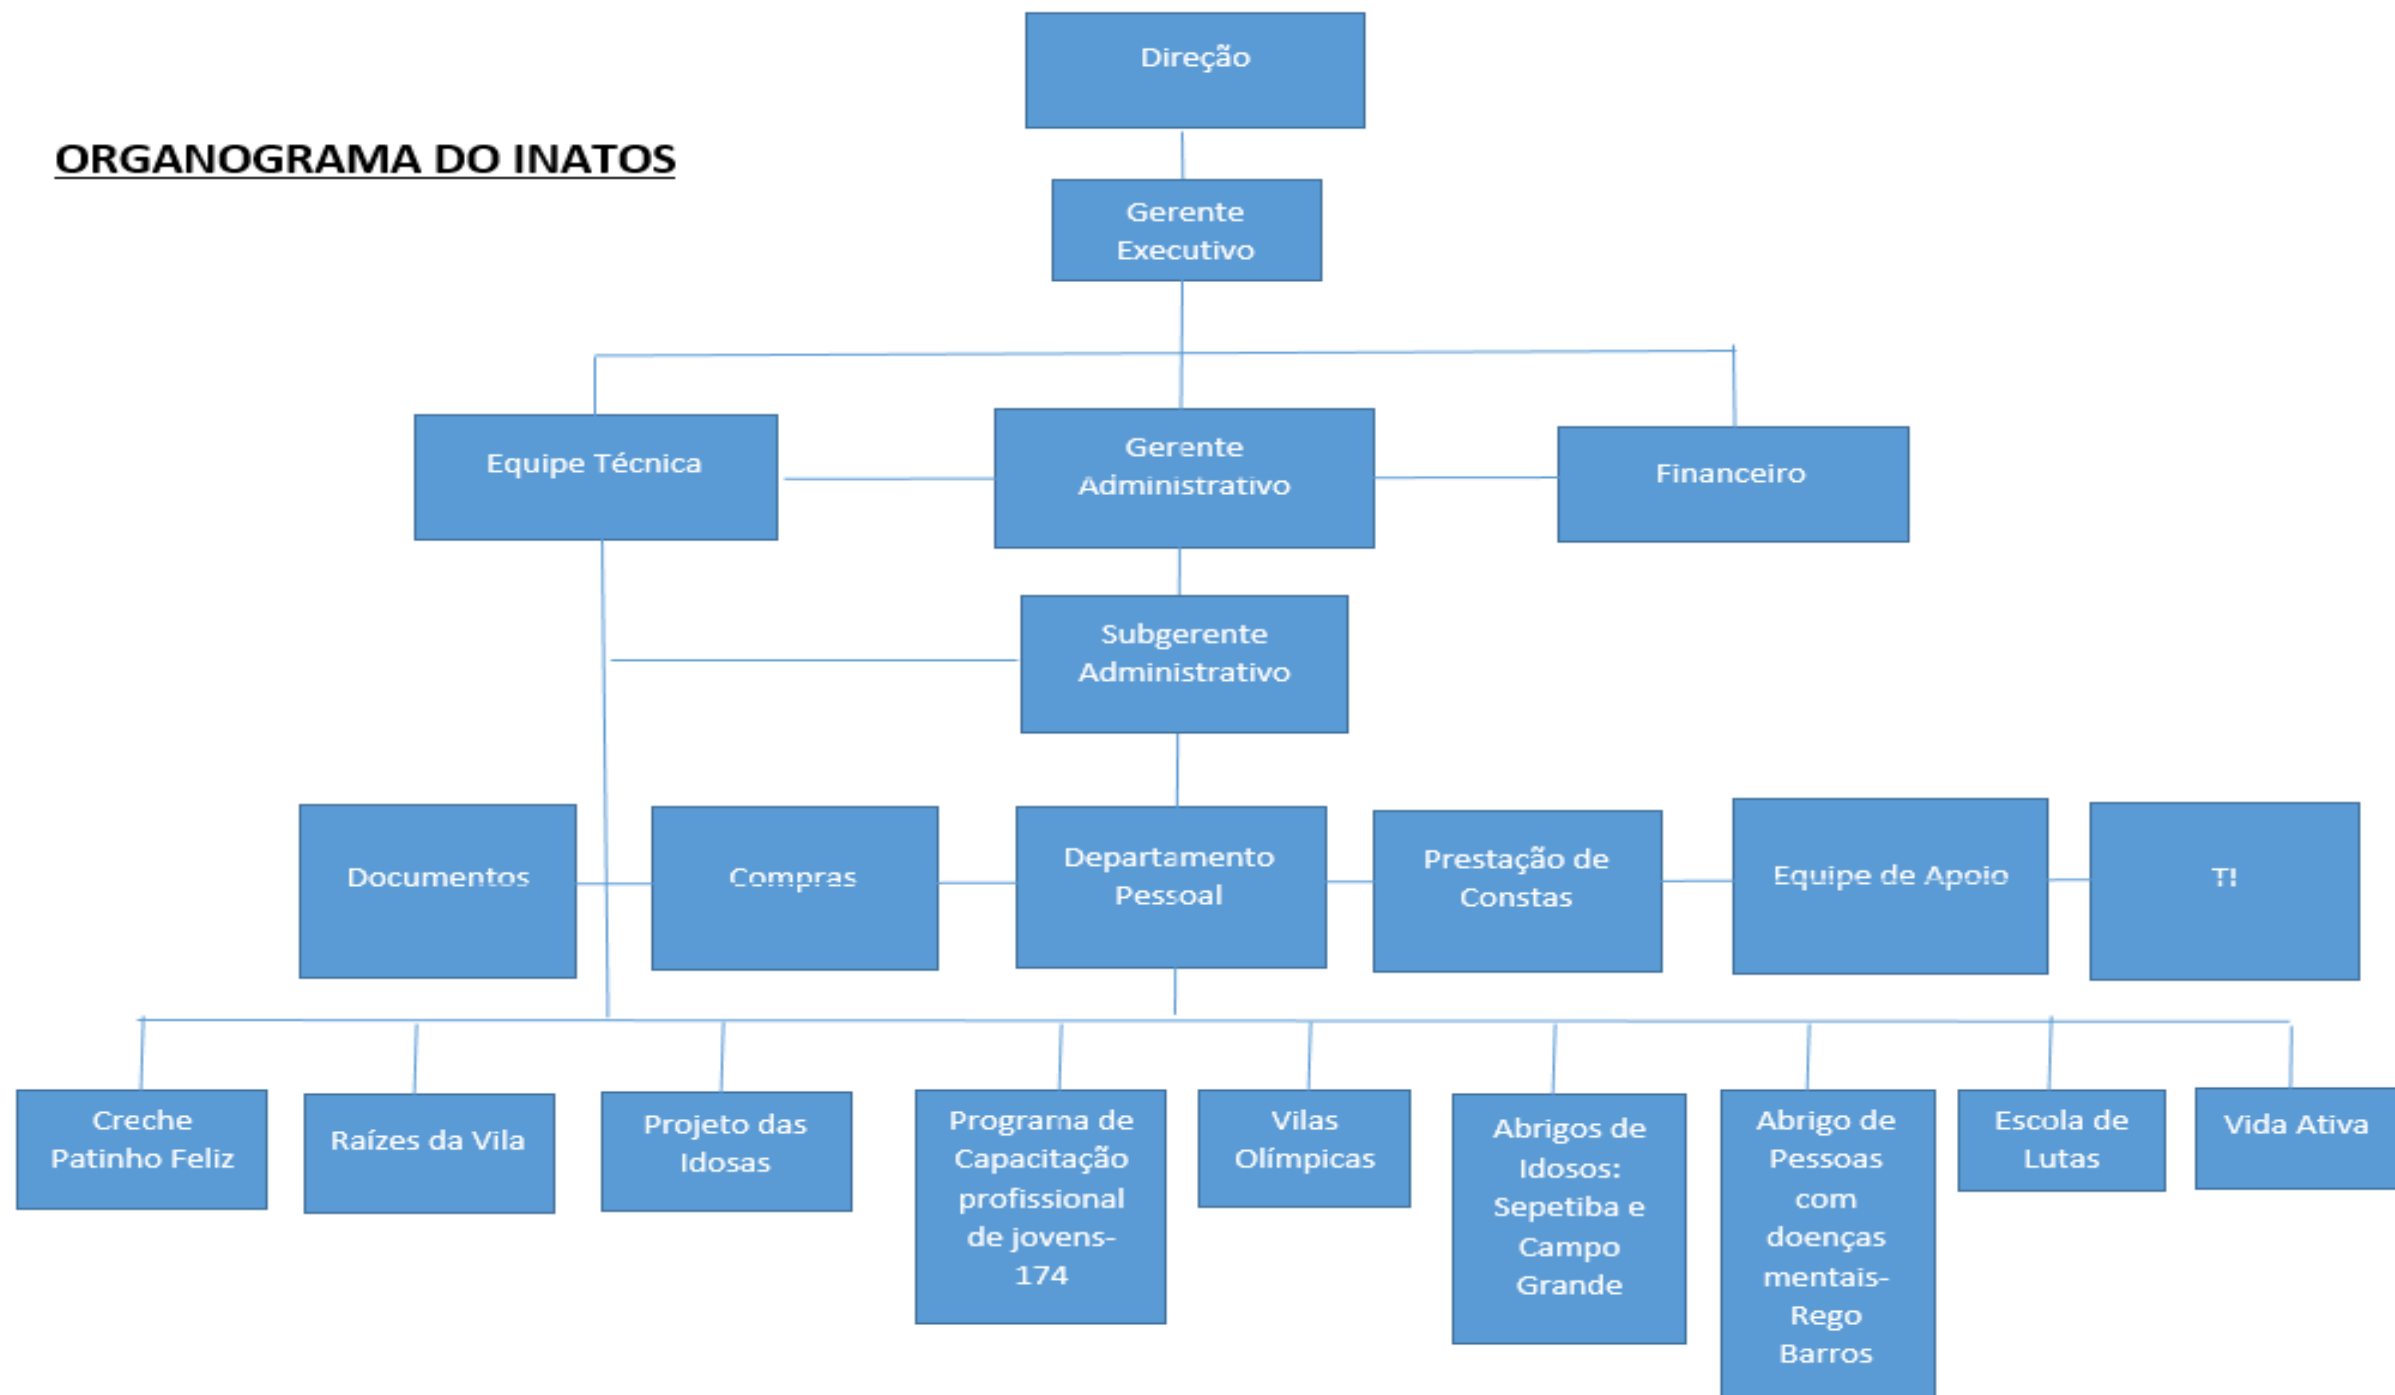 Direção
ORGANOGRAMA DO INATOS
Gerente
Executivo
Equipe Técnica
Gerente
Administrativo
Financeiro
Subgerente
Administrativo
Documentos
Compras
Departamento
Pessoal
Prestação de
Constas
Equipe de Apoio
TI
Creche
Patinho Feliz
Raízes da Vila
Projeto das
Idosas
Programa de
Capacitação
profissional
de jovens-
174
Vilas
Olímpicas
Abrigos de
Idosos:
Sepetiba e
Campo
Grande
Abrigo de
Pessoas
com
doenças
mentais-
Rego
Barros
Escola de
Lutas
Vida Ativa